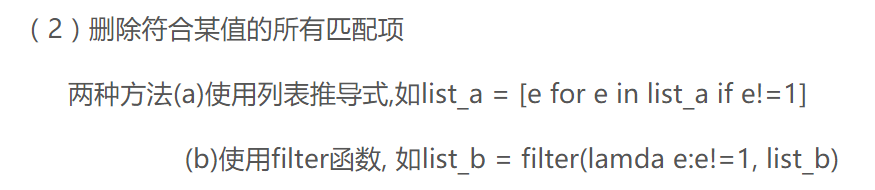 （2）删除符合某值的所有匹配项
两种方法(a)使用列表推导式,如list_a = [e for e in list_a if e!=1]
(b)使用filter函数, 如list_b = filter(lamda e:e!=1, list_b)